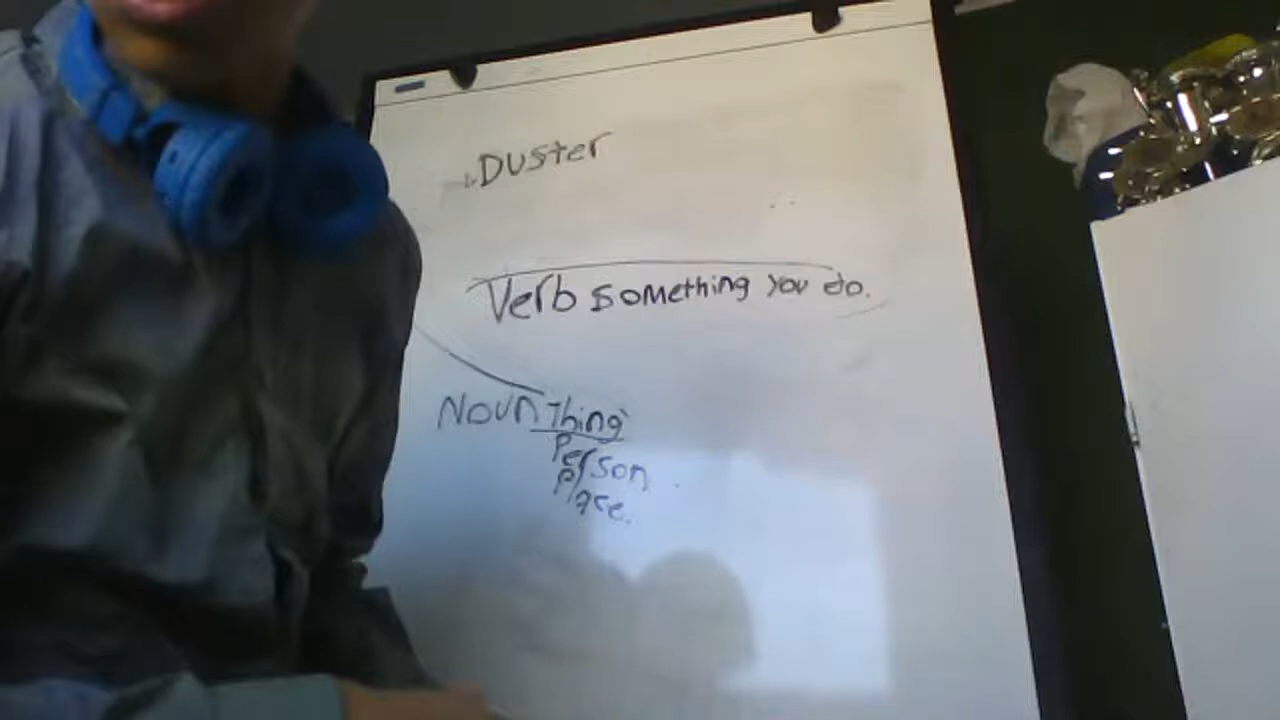 Duster
Verb something you do.
Noun Thing
Person
Place.